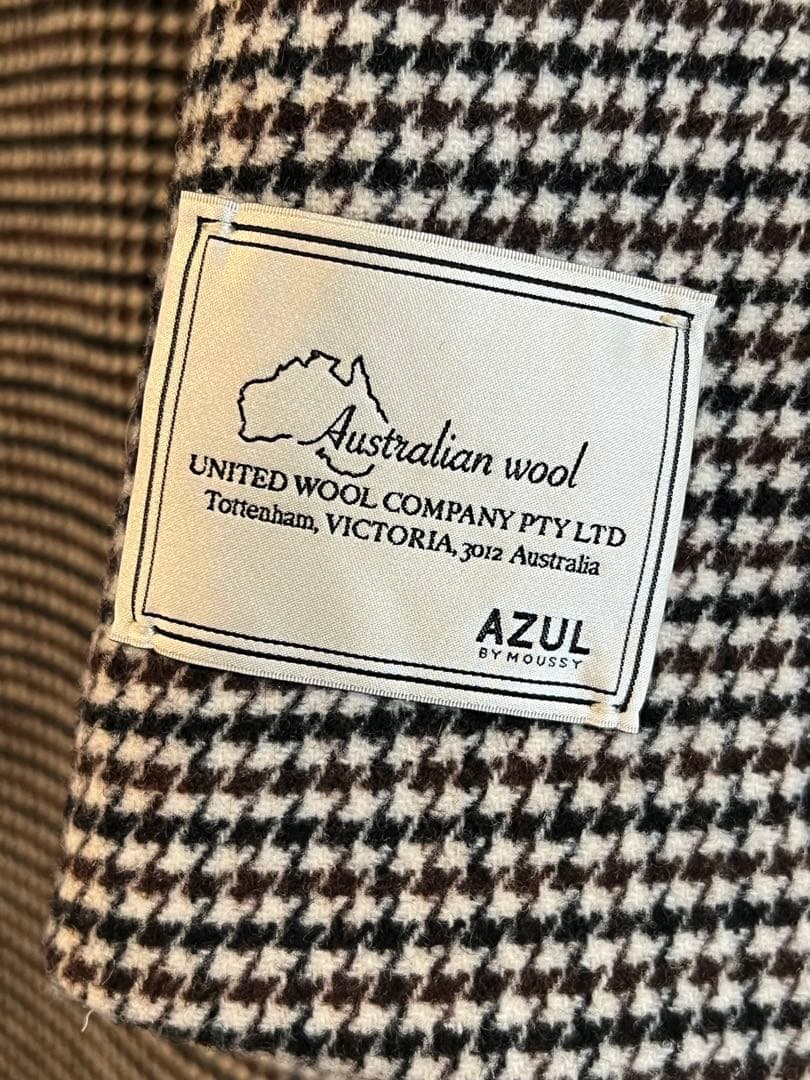 Australian wool
UNITED WOOL COMPANY PTY LTD
Tottenham, VICTORIA, 3012 Australia
AZUL
BY MOUSSY